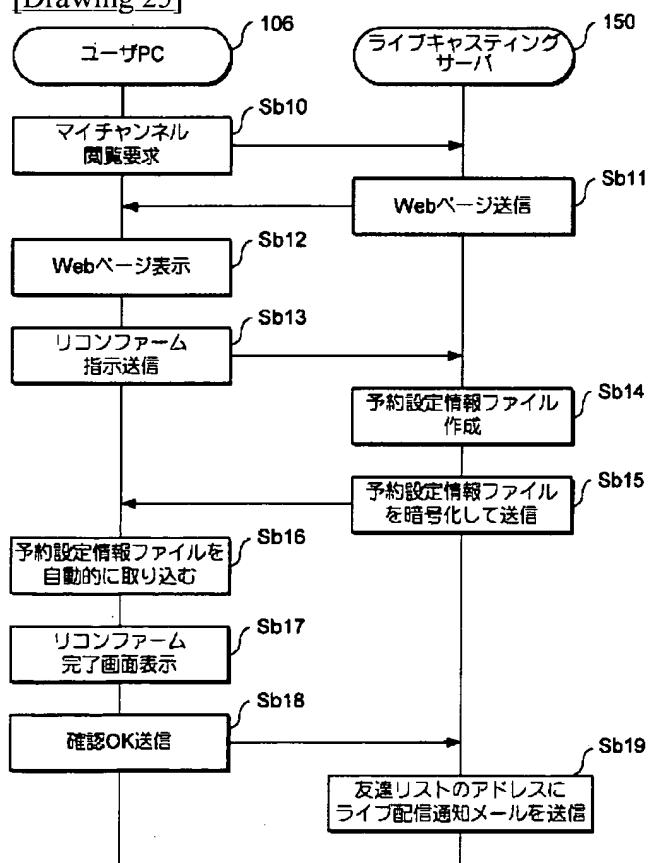 [Drawing 25]
ユーザPC
106
ライブキャスティング
サーバ
150
マイチャンネル
閲覧要求
Sb10
Webページ送信
Sb11
Webページ表示
Sb12
リコンファーム
指示送信
Sb13
予約設定情報ファイル
作成
Sb14
予約設定情報ファイル
を暗号化して送信
Sb15
予約設定情報ファイルを
自動的に取り込む
Sb16
リコンファーム
完了画面表示
Sb17
確認OK送信
Sb18
友達リストのアドレスに
ライブ配信通知メールを送信
Sb19